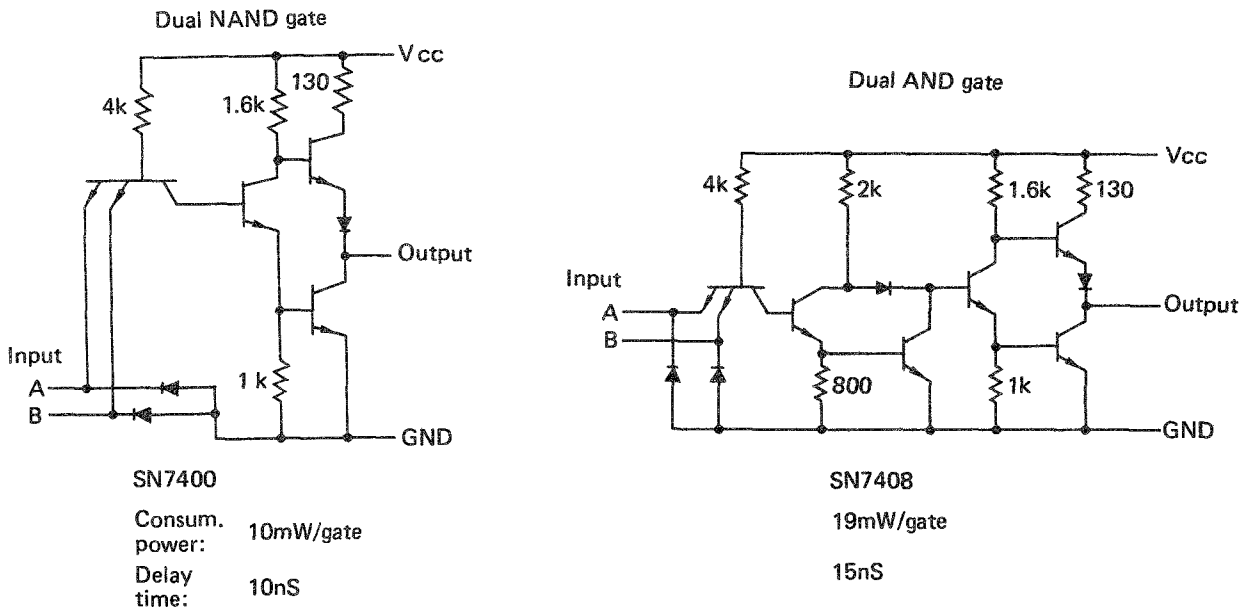 Dual NAND gate
Vcc
130
4k
1.6k
Output
Input
A
1k
B
GND
SN7400
Consum.
power: 10mW/gate
Delay
time: 10nS
Dual AND gate
Vcc
4k
2k
1.6k
130
Input
A
Output
B
800
1k
GND
SN7408
19mW/gate
15nS